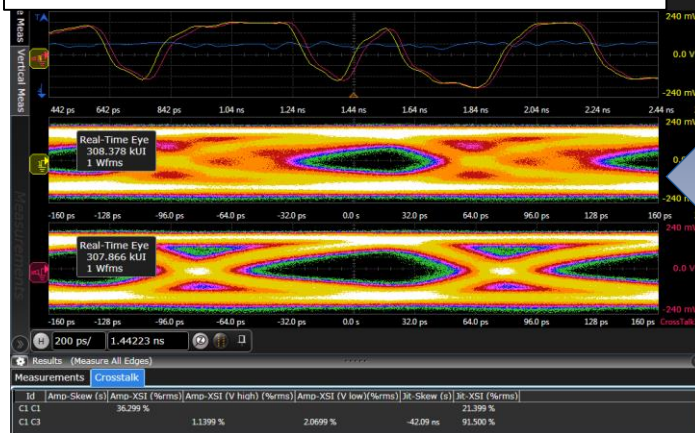 e Meas
Vertical Meas
240 mV
0.0 V
-240 mV
442 ps 642 ps 842 ps 1.04 ns 1.24 ns 1.44 ns 1.64 ns 1.84 ns 2.04 ns 2.24 ns 2.44 ns
240 mV
Real-Time Eye
308.378 kUI
1 Wfms
-160 ps -128 ps -96.0 ps -64.0 ps -32.0 ps 0.0 s 32.0 ps 64.0 ps 96.0 ps 128 ps 160 ps
240 mV
Real-Time Eye
307.866 kUI
1 Wfms
0.0 V
Measurements
-240 mV
-160 ps -128 ps -96.0 ps -64.0 ps -32.0 ps 0.0 s 32.0 ps 64.0 ps 96.0 ps 128 ps 160 ps CrossTalk
H 200 ps/ 1.44223 ns
Results (Measure All Edges)
Measurements Crosstalk
Id Amp-Skew (s) Amp-XSI (%rms) Amp-XSI (V high) (%rms) Amp-XSI (V low)(%rms) Jit-Skew (s) Jit-XSI (%rms)
C1 C1 36.299 % 21.399 %
C1 C3 1.1399 % 2.0699 % -42.09 ns 91.500 %